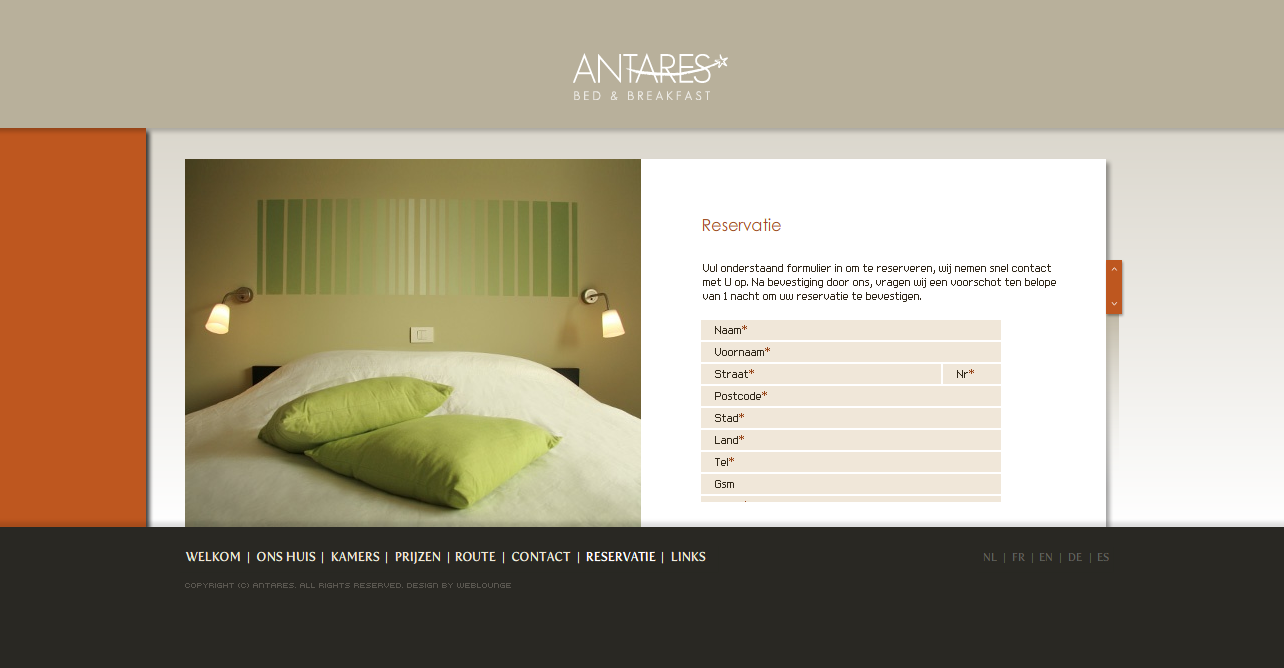 ANTARES
BED & BREAKFAST
Reservatie
Vul onderstaand formulier in om te reserveren, wij nemen snel contact
met U op. Na bevestiging door ons, vragen wij een voorschot ten belope
van 1 nacht om uw reservatie te bevestigen.
Naam*
Voornaam*
Straat* Nr*
Postcode*
Stad*
Land*
Tel*
Gsm
WELKOM | ONS HUIS | KAMERS | PRIJZEN | ROUTE | CONTACT | RESERVATIE | LINKS
NL | FR | EN | DE | ES
COPYRIGHT (C) ANTARES. ALL RIGHTS RESERVED. DESIGN BY WEBLOUNGE